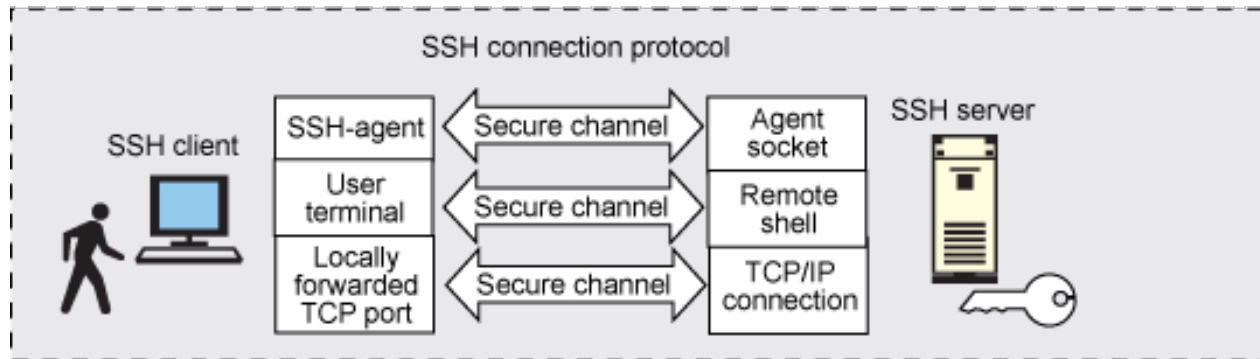 SSH connection protocol
SSH client
SSH-agent
Secure channel
Agent
socket
SSH server
User
terminal
Secure channel
Remote
shell
Locally
forwarded
TCP port
Secure channel
TCP/IP
connection